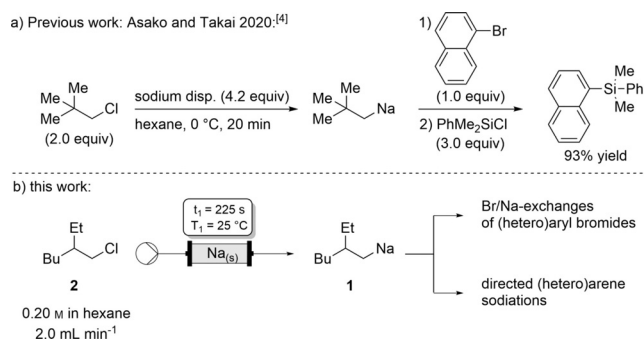 a) Previous work: Asako and Takai 2020:[4]
1)
Br
Me
Me
Me
Cl
(2.0 equiv)
sodium disp. (4.2 equiv)
hexane, 0 °C, 20 min
Me
Me
Me
Na
(1.0 equiv)
2) PhMe2SiCl
(3.0 equiv)
Me
Si
Ph
Me
93% yield
b) this work:
Et
Bu
Cl
2
0.20 M in hexane
2.0 mL min-1
t1 = 225 s
T1 = 25 °C
Na(s)
Et
Bu
Na
1
Br/Na-exchanges
of (hetero)aryl bromides
directed (hetero)arene
sodiations